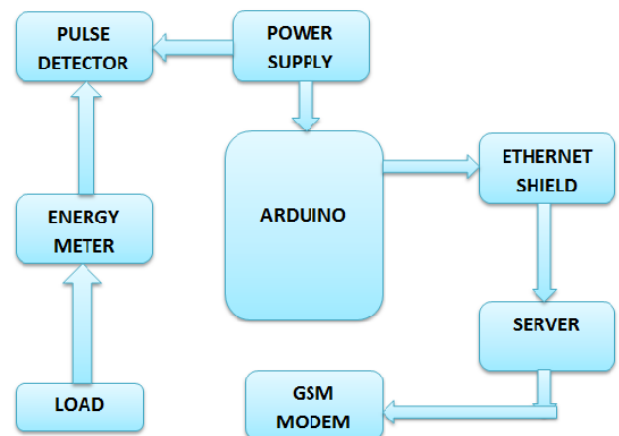 PULSE
DETECTOR
POWER
SUPPLY
ETHERNET
SHIELD
ARDUINO
ENERGY
METER
SERVER
LOAD
GSM
MODEM